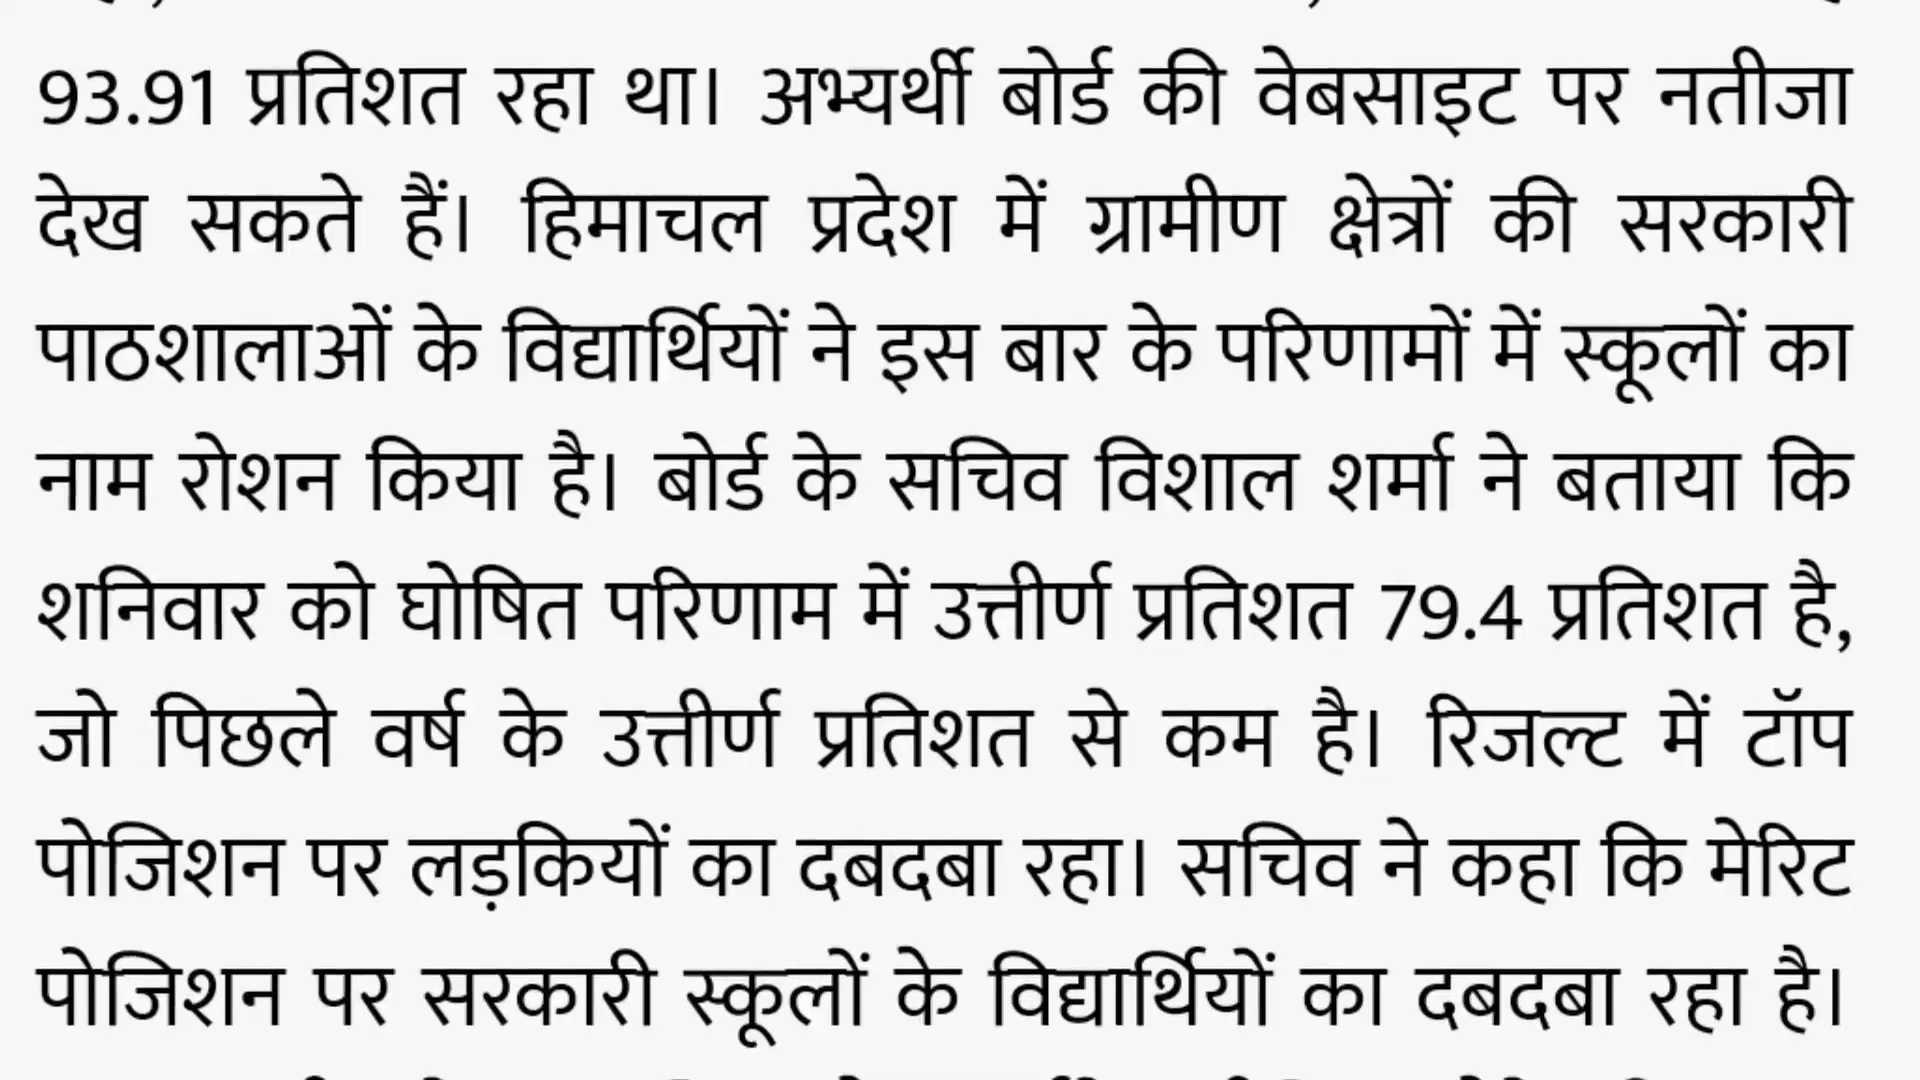 93.91 प्रतिशत रहा था। अभ्यर्थी बोर्ड की वेबसाइट पर नतीजा
देख सकते हैं। हिमाचल प्रदेश में ग्रामीण क्षेत्रों की सरकारी
पाठशालाओं के विद्यार्थियों ने इस बार के परिणामों में स्कूलों का
नाम रोशन किया है। बोर्ड के सचिव विशाल शर्मा ने बताया कि
शनिवार को घोषित परिणाम में उत्तीर्ण प्रतिशत 79.4 प्रतिशत है,
जो पिछले वर्ष के उत्तीर्ण प्रतिशत से कम है। रिजल्ट में टॉप
पोजिशन पर लड़कियों का दबदबा रहा। सचिव ने कहा कि मेरिट
पोजिशन पर सरकारी स्कूलों के विद्यार्थियों का दबदबा रहा है।